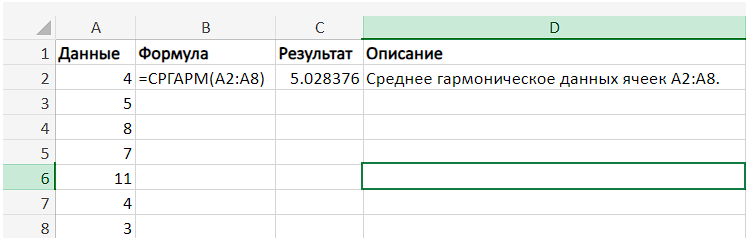 A B C D
1 Данные Формула Результат Описание
2 4 =СРГАРМ(A2:A8) 5.028376 Среднее гармоническое данных ячеек A2:A8.
3 5
4 8
5 7
6 11
7 4
8 3